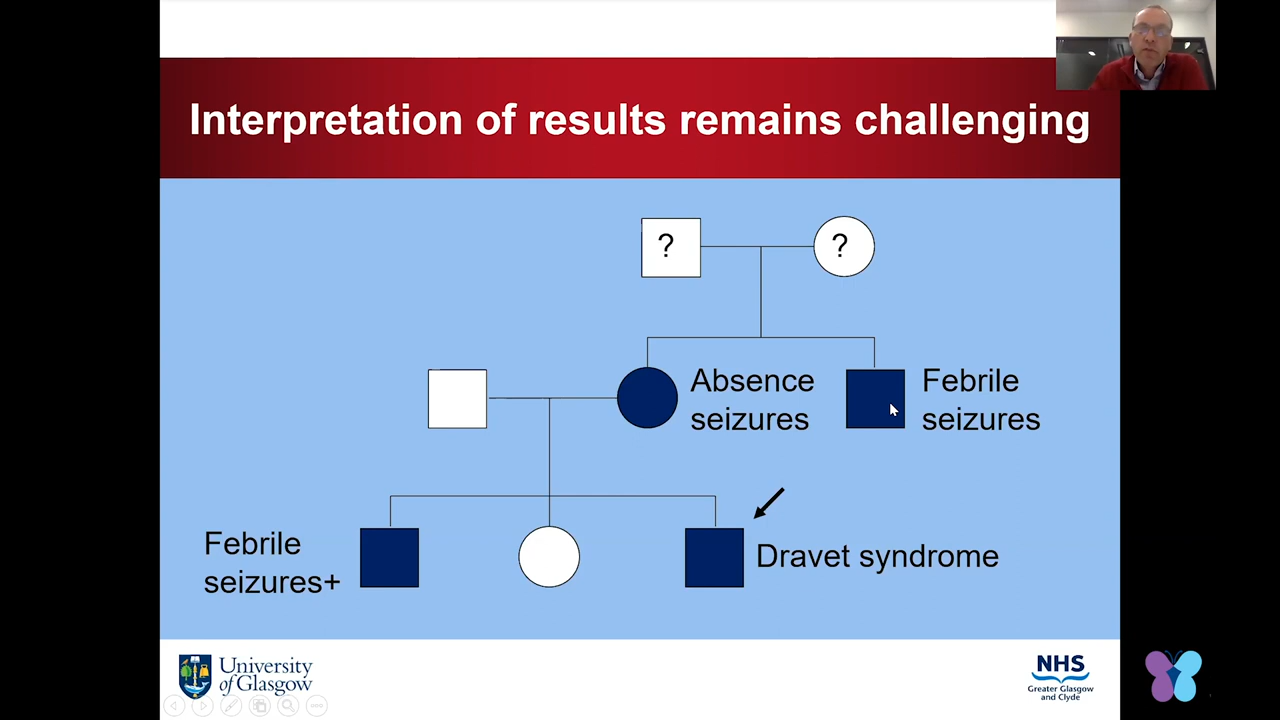 Interpretation of results remains challenging
?
?
Absence
seizures
Febrile
seizures
Febrile
seizures+
Dravet syndrome
University
of Glasgow
NHS
Greater Glasgow
and Clyde